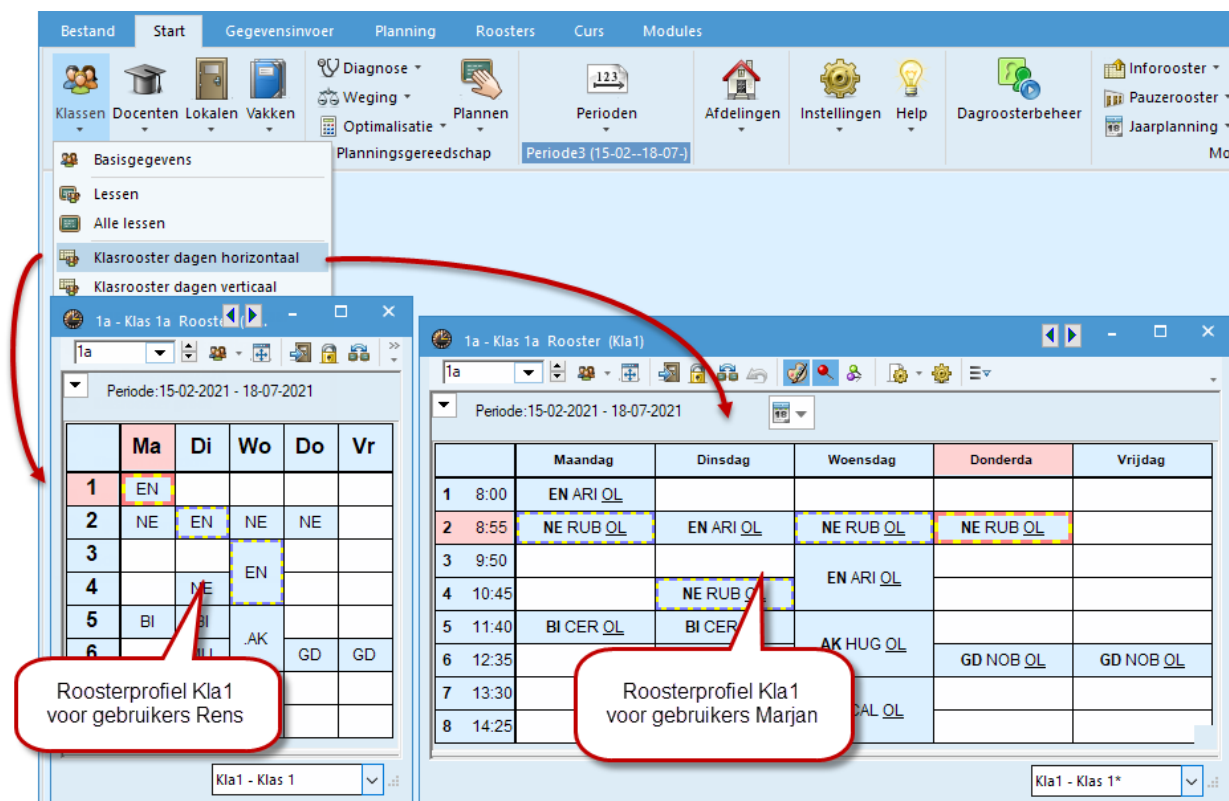 Bestand Start Gegevensinvoer Planning Roosters Curs Modules
Klassen Docenten Lokalen Vakken Diagnose Weging Optimalisatie Plannen Perioden Afdelingen Instellingen Help Dagroosterbeheer Inforooster Pauzerooster Jaarplanning
Planningsgereedschap Periode3 (15-02--18-07-) Mo
Basisgegevens
Lessen
Alle lessen
Klasrooster dagen horizontaal
Klasrooster dagen verticaal
1a - Klas 1a Rooste
1a
Periode:15-02-2021 - 18-07-2021
Ma Di Wo Do Vr
1 EN
2 NE EN NE NE
3
EN
4 NE
5 BI BI
.AK
6 MU GD GD
Roosterprofiel Kla1
voor gebruikers Rens
Kla1 - Klas 1
1a - Klas 1a Rooster (Kla1)
1a
Periode:15-02-2021 - 18-07-2021
18
Maandag Dinsdag Woensdag Donderda Vrijdag
1 8:00 EN ARI OL
2 8:55 NE RUB OL EN ARI OL NE RUB OL NE RUB OL
3 9:50
EN ARI OL
4 10:45 NE RUB OL
5 11:40 BI CER OL BI CER
AK HUG OL
6 12:35 GD NOB OL GD NOB OL
7 13:30
CAL OL
8 14:25
Roosterprofiel Kla1
voor gebruikers Marjan
Kla1 - Klas 1*